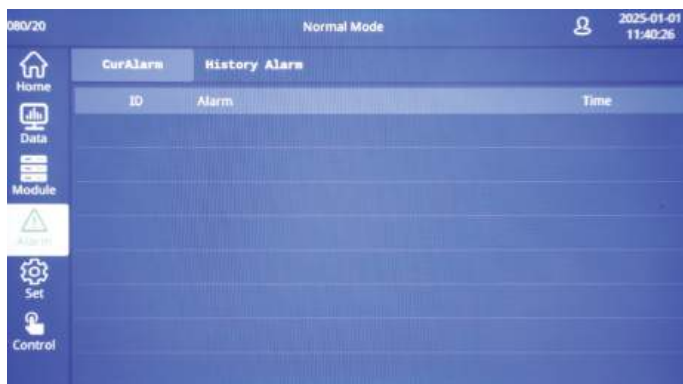 080/20 Normal Mode 2025-01-01
11:40:26
Home
CurAlarm History Alarm
ID Alarm Time
Data
Module
Alarm
Set
Control